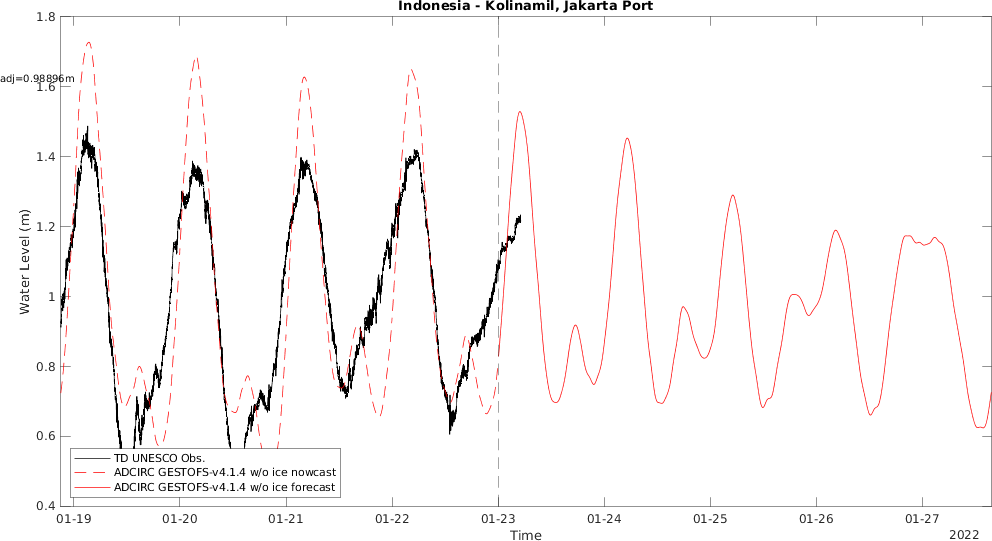 Indonesia - Kolinamil, Jakarta Port
adj=0.98896m
Water Level (m)
1.8
1.6
1.4
1.2
1
0.8
0.6
0.4
TD UNESCO Obs.
ADCIRC GESTOFS-v4.1.4 w/o ice nowcast
ADCIRC GESTOFS-v4.1.4 w/o ice forecast
01-19 01-20 01-21 01-22 01-23 01-24 01-25 01-26 01-27
Time
2022